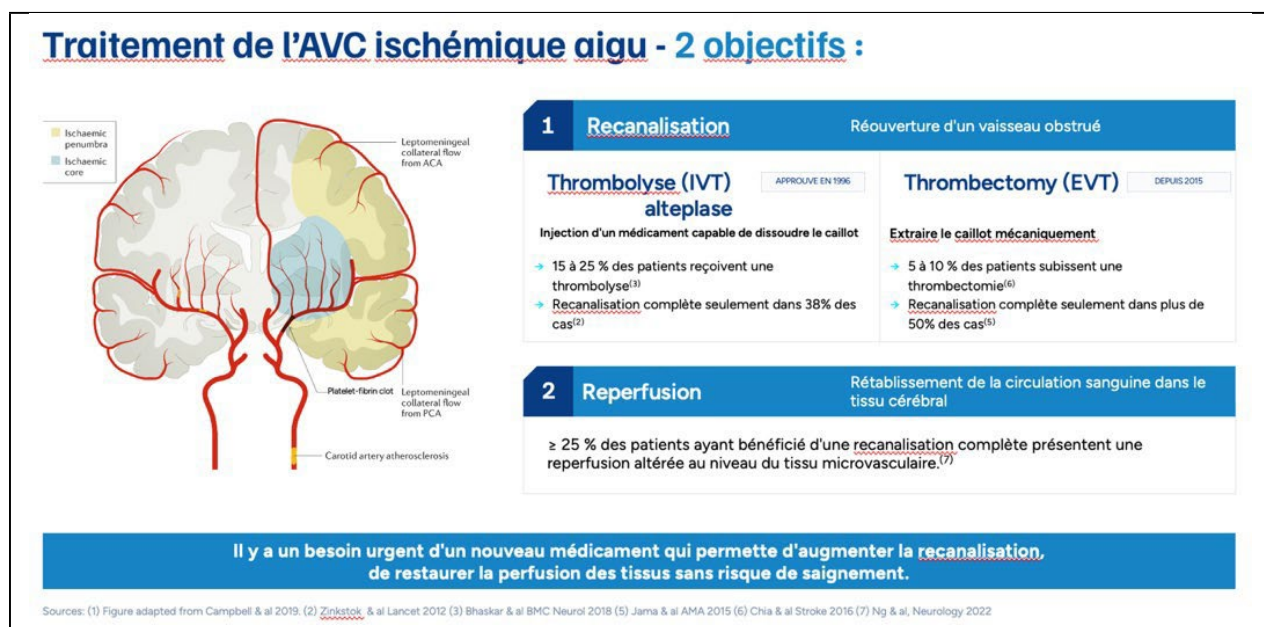 Traitement de l'AVC ischémique aigu - 2 objectifs :
Ischaemic
penumbra
Ischaemic
core
Leptomeningeal
collateral flow
from ACA
Platelet-fibrin clot
Leptomeningeal
collateral flow
from PCA
Carotid artery atherosclerosis
1 Recanalisation Réouverture d'un vaisseau obstrué
Thrombolyse (IVT) APPROUVE EN 1996
alteplase
Injection d'un médicament capable de dissoudre le caillot
→ 15 à 25 % des patients reçoivent une
thrombolyse(3)
→ Recanalisation complète seulement dans 38% des
cas(2)
Thrombectomy (EVT) DEPUIS 2015
Extraire le caillot mécaniquement
→ 5 à 10 % des patients subissent une
thrombectomie(6)
→ Recanalisation complète seulement dans plus de
50% des cas(5)
2 Reperfusion Rétablissement de la circulation sanguine dans le
tissu cérébral
≥ 25 % des patients ayant bénéficié d'une recanalisation complète présentent une
reperfusion altérée au niveau du tissu microvasculaire.(7)
Il y a un besoin urgent d'un nouveau médicament qui permette d'augmenter la recanalisation,
de restaurer la perfusion des tissus sans risque de saignement.
Sources: (1) Figure adapted from Campbell & al 2019. (2) Zinkstok & al Lancet 2012 (3) Bhaskar & al BMC Neurol 2018 (5) Jama & al AMA 2015 (6) Chia & al Stroke 2016 (7) Ng & al, Neurology 2022